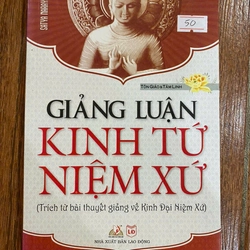 50
TÔN GIÁO & TÂM LINH
GIẢNG LUẬN
KINH TỨ
NIỆM XỨ
(Trích từ bài thuyết giảng về Kinh Đại Niệm Xứ)
NHÀ XUẤT BẢN LAO ĐỘNG